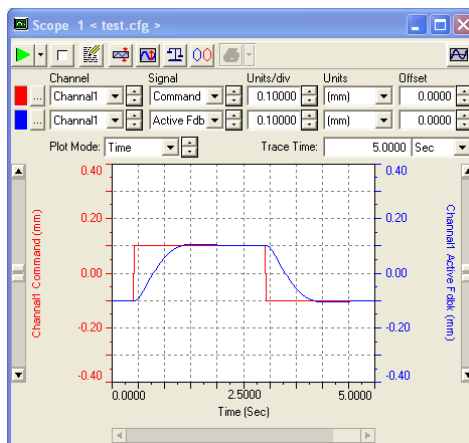 Scope 1 < test.cfg >
Channel Signal Units/div Units Offset
... Channel1 Command 0.10000 (mm) 0.0000
... Channel1 Active Fdb 0.10000 (mm) 0.0000
Plot Mode: Time Trace Time: 5.0000 Sec
0.40 0.40
0.20 0.20
0.00 0.00
-0.20 -0.20
-0.40 -0.40
Channel1 Command (mm)
Channel1 Active Fdbk (mm)
0.0000 2.5000 5.0000
Time (Sec)